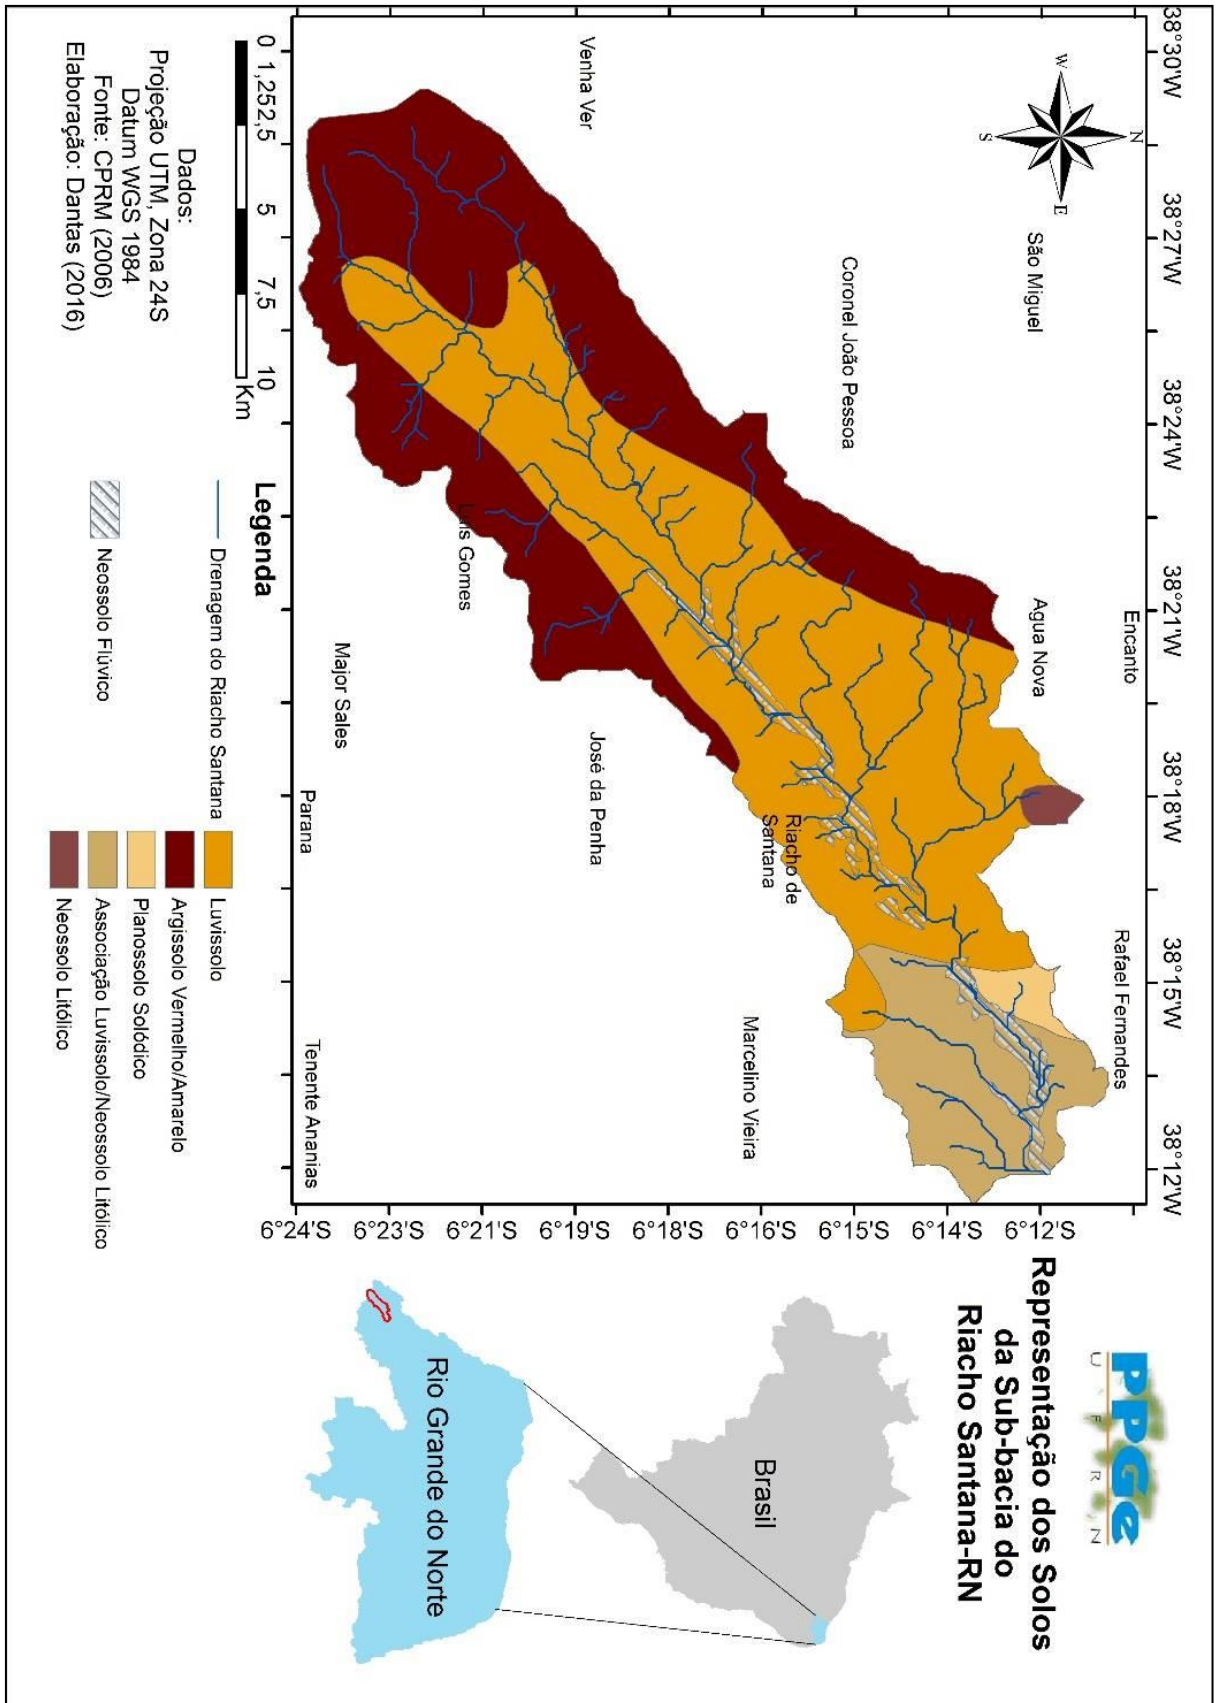 38°30'W
38°27'W
38°24'W
38°21'W
38°18'W
38°15'W
38°12'W
N
W
E
S
São Miguel
Encanto
Agua Nova
Rafael Fernandes
Coronel João Pessoa
Venha Ver
Riacho de
Santana
Marcelino Vieira
José da Penha
Luis Gomes
Major Sales
Parana
Tenente Ananias
6°12'S
6°14'S
6°15'S
6°16'S
6°18'S
6°19'S
6°21'S
6°23'S
6°24'S
PPGe
U F R N
Representação dos Solos
da Sub-bacia do
Riacho Santana-RN
Brasil
Rio Grande do Norte
0 1,252,5 5 7,5 10
Km
Dados:
Projeção UTM, Zona 24S
Datum WGS 1984
Fonte: CPRM (2006)
Elaboração: Dantas (2016)
Legenda
Drenagem do Riacho Santana
Neossolo Flúvico
Luvissolo
Argissolo Vermelho/Amarelo
Planossolo Solódico
Associação Luvissolo/Neossolo Litólico
Neossolo Litólico